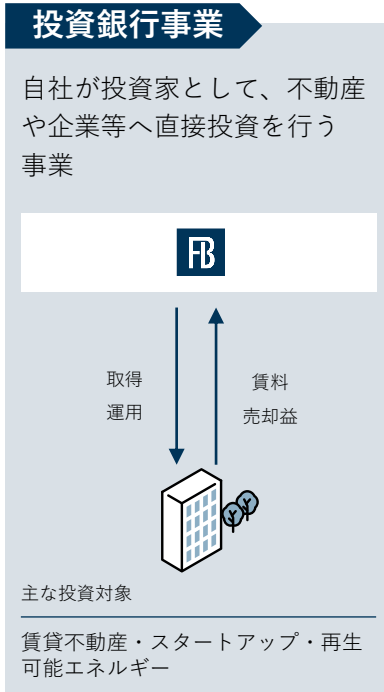 投資銀行事業
自社が投資家として、不動産
や企業等へ直接投資を行う
事業
FB
取得
運用
賃料
売却益
主な投資対象
賃貸不動産・スタートアップ・再生
可能エネルギー